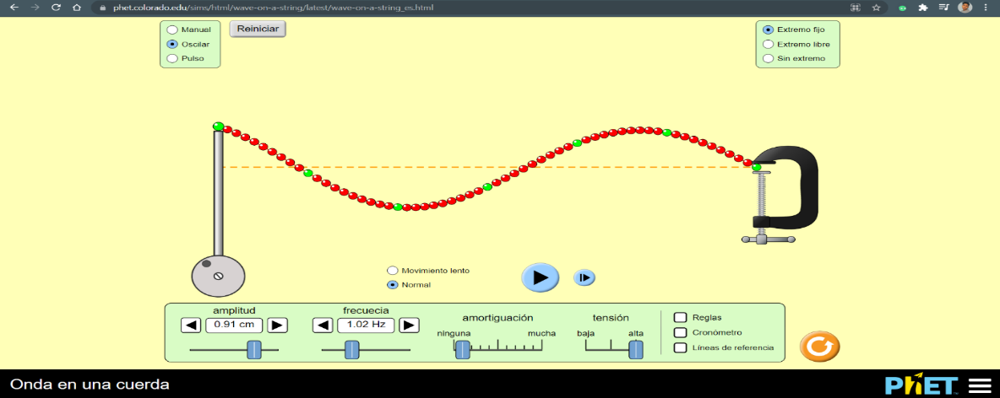 phet.colorado.edu/sims/html/wave-on-a-string/latest/wave-on-a-string_es.html
Manual
Oscilar
Pulso
Reiniciar
Extremo fijo
Extremo libre
Sin extremo
Movimiento lento
Normal
amplitud
0.91 cm
frecuecia
1.02 Hz
amortiguación
ninguna mucha
tensión
baja alta
Reglas
Cronómetro
Líneas de referencia
Onda en una cuerda
PhET